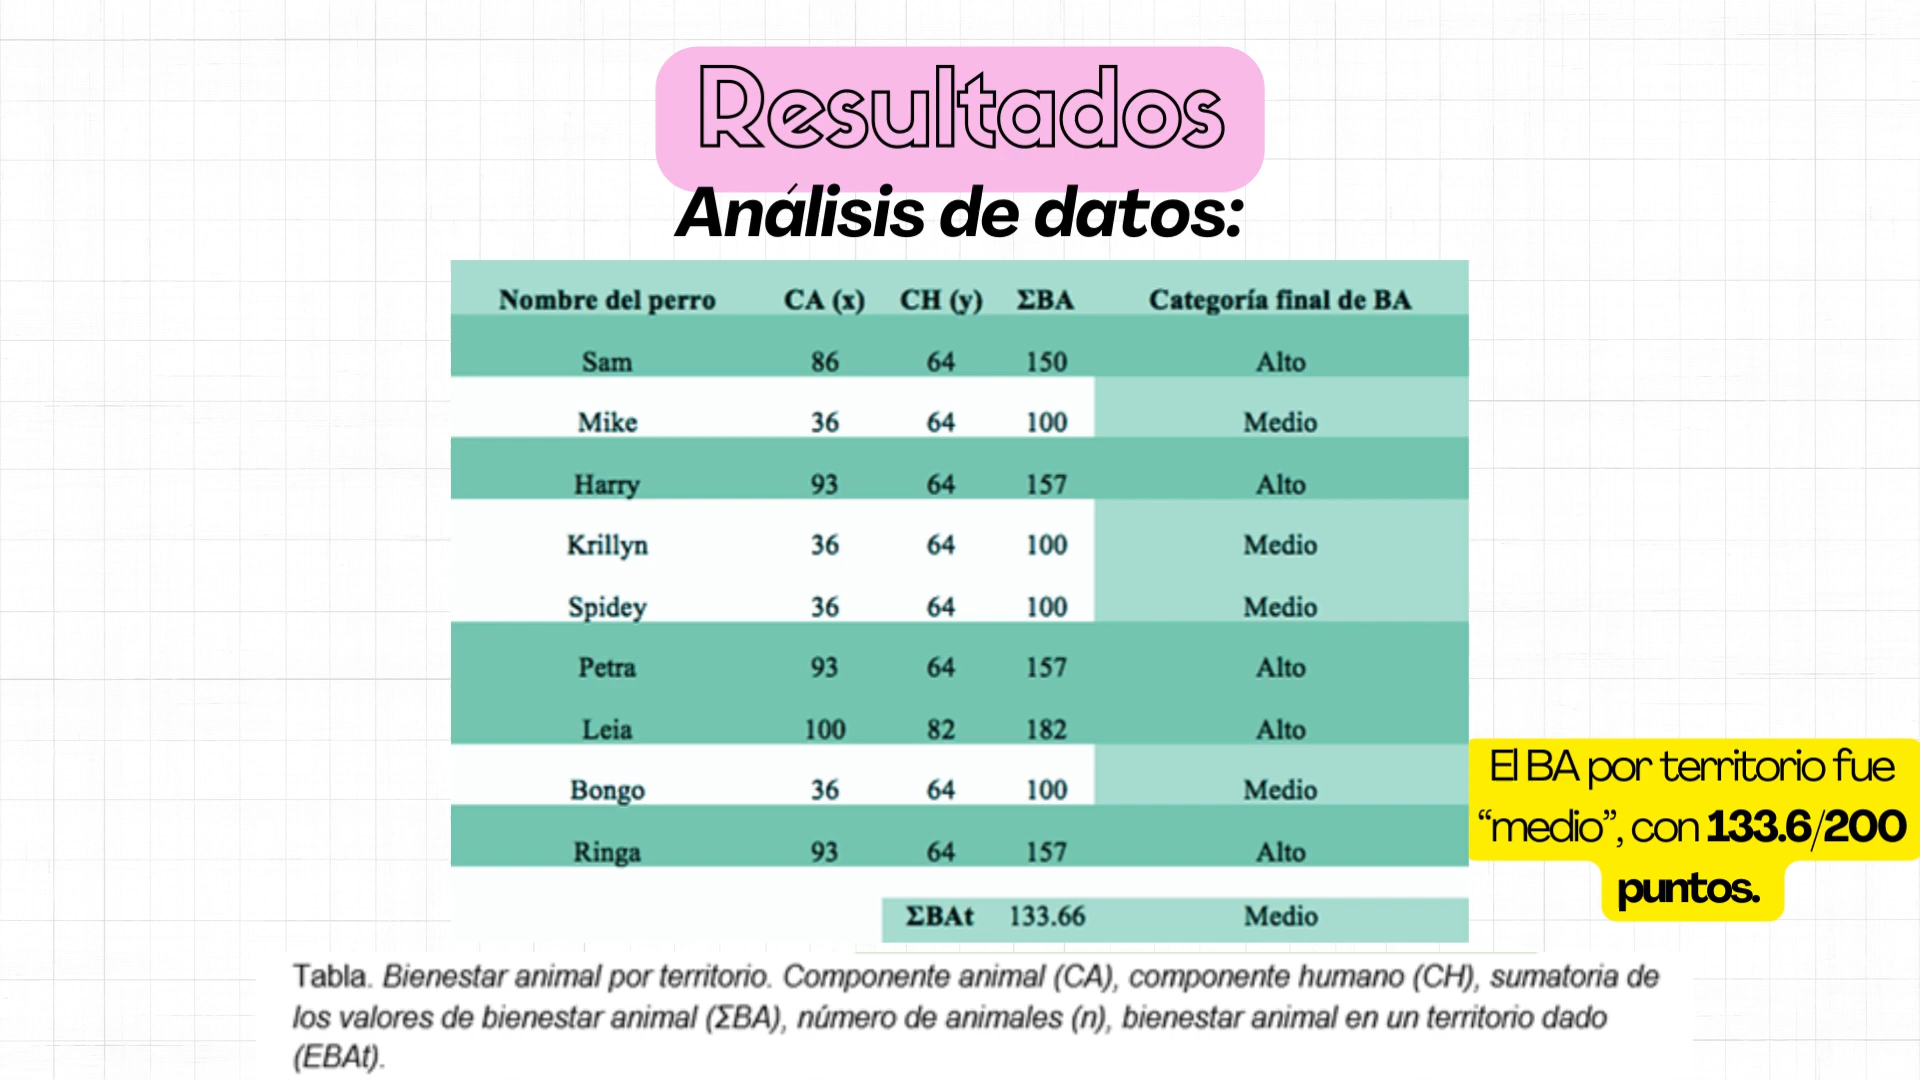 Resultados
Análisis de datos:
Nombre del perro CA (x) CH (y) ΣBA Categoría final de BA
Sam 86 64 150 Alto
Mike 36 64 100 Medio
Harry 93 64 157 Alto
Krillyn 36 64 100 Medio
Spidey 36 64 100 Medio
Petra 93 64 157 Alto
Leia 100 82 182 Alto
Bongo 36 64 100 Medio
Ringa 93 64 157 Alto
ΣBAt 133.66 Medio
El BA por territorio fue
“medio”, con 133.6/200
puntos.
Tabla. Bienestar animal por territorio. Componente animal (CA), componente humano (CH), sumatoria de
los valores de bienestar animal (ΣBA), número de animales (n), bienestar animal en un territorio dado
(EBAt).